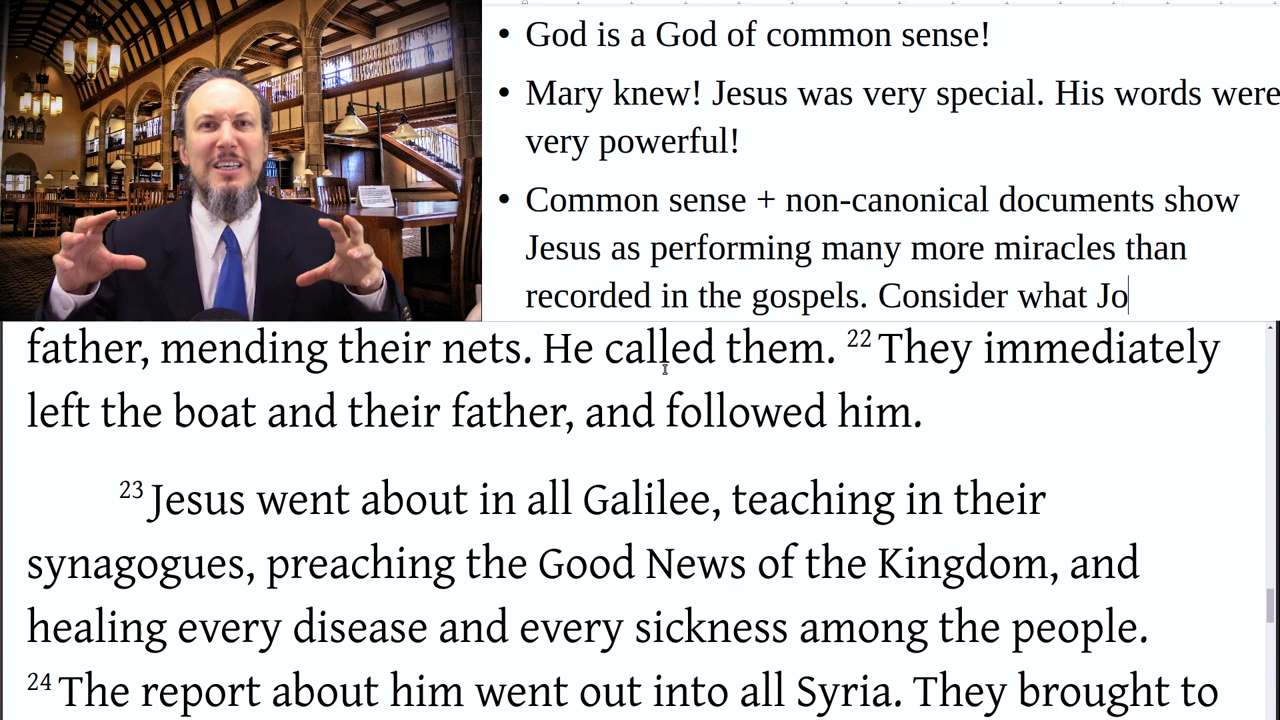 • God is a God of common sense!
• Mary knew! Jesus was very special. His words were
very powerful!
• Common sense + non-canonical documents show
Jesus as performing many more miracles than
recorded in the gospels. Consider what Jo
father, mending their nets. He called them. 22 They immediately
left the boat and their father, and followed him.
23 Jesus went about in all Galilee, teaching in their
synagogues, preaching the Good News of the Kingdom, and
healing every disease and every sickness among the people.
24 The report about him went out into all Syria. They brought to